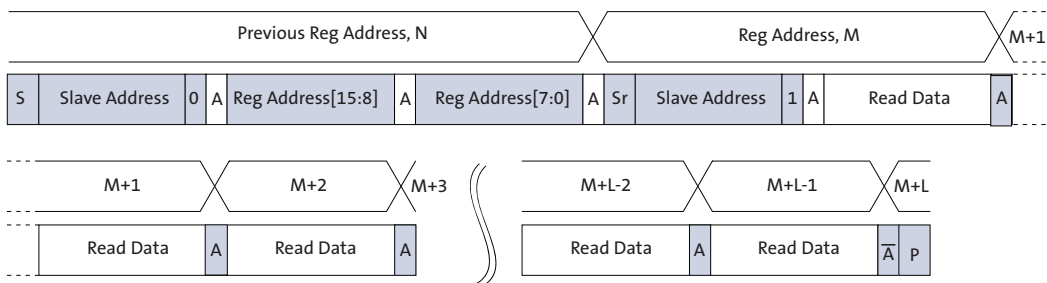 Previous Reg Address, N Reg Address, M M+1
S Slave Address 0 A Reg Address[15:8] A Reg Address[7:0] A Sr Slave Address 1 A Read Data A
M+1 M+2 M+3 M+L-2 M+L-1 M+L
Read Data A Read Data A Read Data A Read Data A̅ P